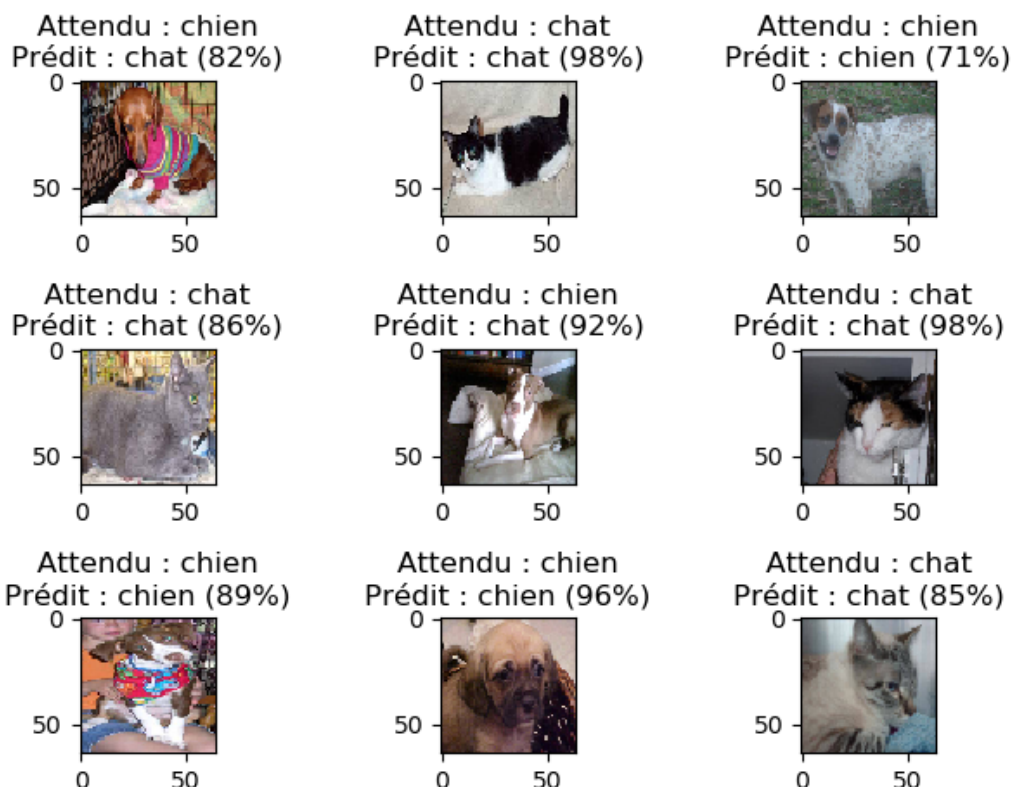 Attendu : chien
Prédit : chat (82%)
Attendu : chat
Prédit : chat (98%)
Attendu : chien
Prédit : chien (71%)
0
50
0 50
0
50
0 50
0
50
0 50
Attendu : chat
Prédit : chat (86%)
Attendu : chien
Prédit : chat (92%)
Attendu : chat
Prédit : chat (98%)
0
50
0 50
0
50
0 50
0
50
0 50
Attendu : chien
Prédit : chien (89%)
Attendu : chien
Prédit : chien (96%)
Attendu : chat
Prédit : chat (85%)
0
50
0 50
0
50
0 50
0
50
0 50